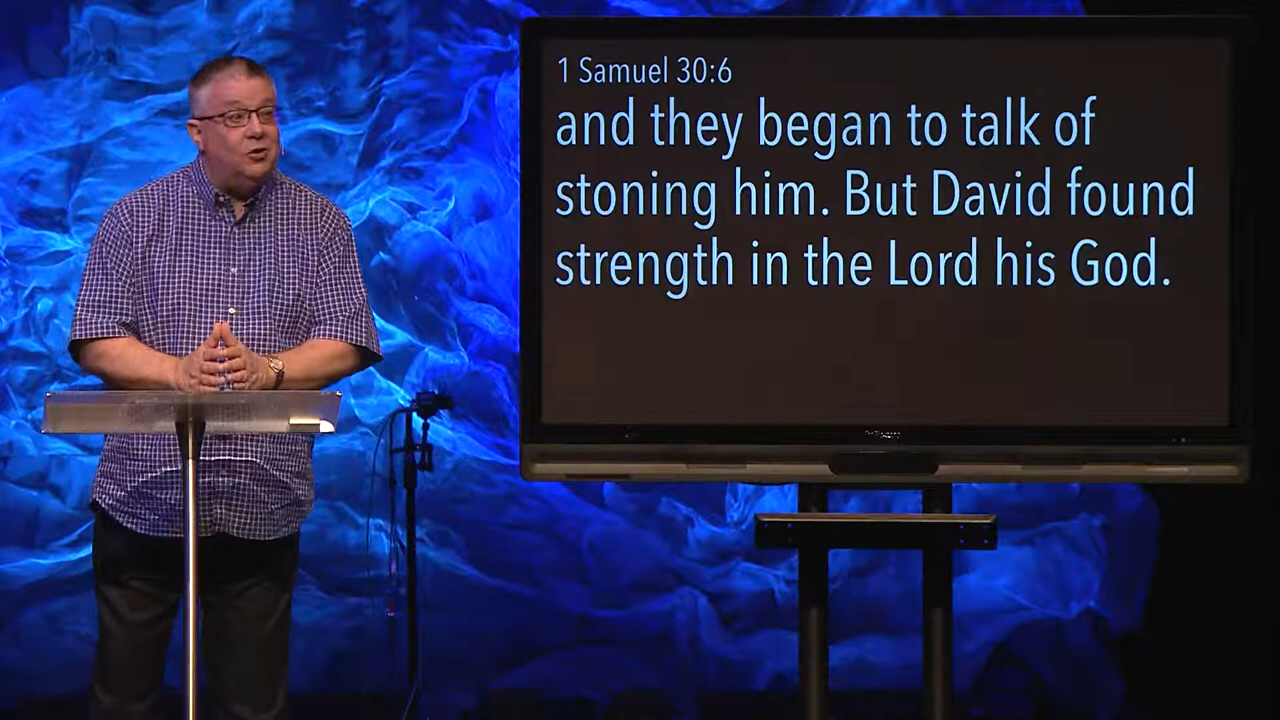 1 Samuel 30:6
and they began to talk of
stoning him. But David found
strength in the Lord his God.